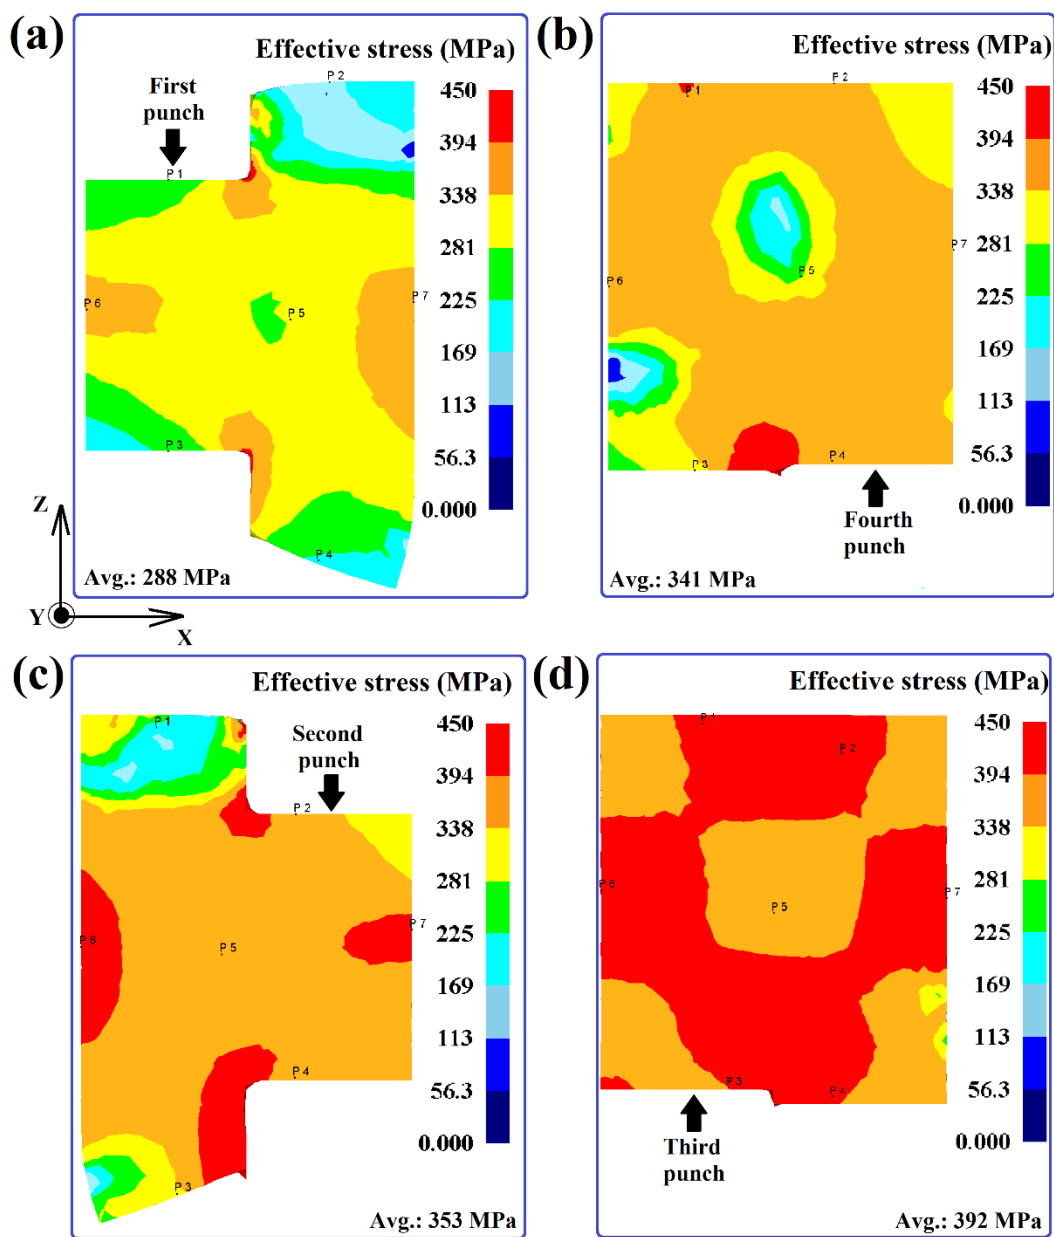 (a)
Effective stress (MPa)
First
punch
P 1
P 2
P 3
P 4
P 5
P 6
P 7
450
394
338
281
225
169
113
56.3
0.000
Avg.: 288 MPa
Z
Y
X
(b)
Effective stress (MPa)
P 1
P 2
P 3
P 4
P 5
P 6
P 7
450
394
338
281
225
169
113
56.3
0.000
Fourth
punch
Avg.: 341 MPa
(c)
Effective stress (MPa)
Second
punch
P 1
P 2
P 3
P 4
P 5
P 6
P 7
450
394
338
281
225
169
113
56.3
0.000
Avg.: 353 MPa
(d)
Effective stress (MPa)
P 1
P 2
P 3
P 4
P 5
P 6
P 7
450
394
338
281
225
169
113
56.3
0.000
Third
punch
Avg.: 392 MPa